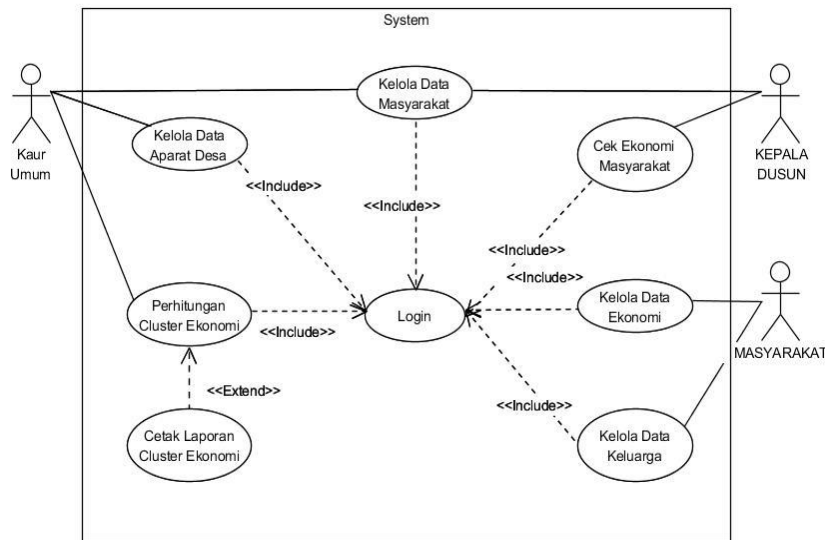 System
Kelola Data
Masyarakat
Kaur
Umum
Kelola Data
Aparat Desa
Cek Ekonomi
Masyarakat
KEPALA
DUSUN
<<Include>>
<<Include>>
<<Include>>
<<Include>>
Perhitungan
Cluster Ekonomi
<<Include>>
Login
Kelola Data
Ekonomi
MASYARAKAT
<<Extend>>
<<Include>>
Cetak Laporan
Cluster Ekonomi
Kelola Data
Keluarga